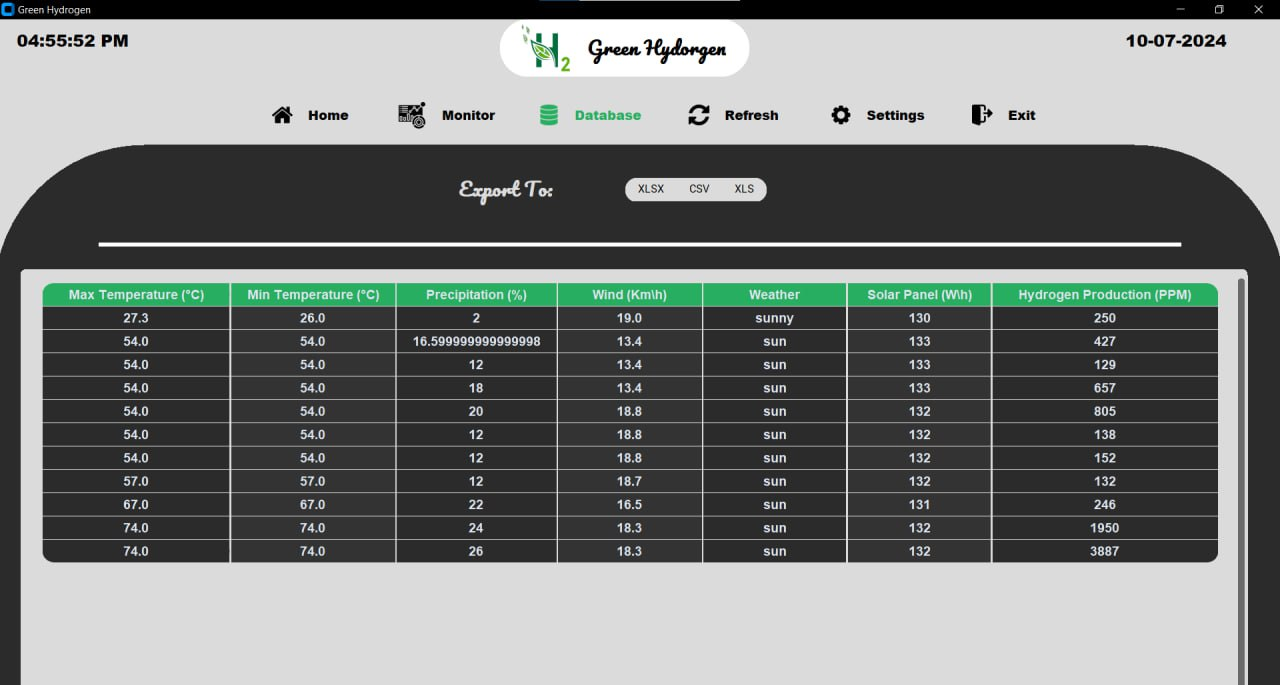 Green Hydrogen
04:55:52 PM
H2 Green Hydorgen
10-07-2024
Home Monitor Database Refresh Settings Exit
Export To: XLSX CSV XLS
Max Temperature (°C) Min Temperature (°C) Precipitation (%) Wind (Km\h) Weather Solar Panel (W\h) Hydrogen Production (PPM)
27.3 26.0 2 19.0 sunny 130 250
54.0 54.0 16.599999999999998 13.4 sun 133 427
54.0 54.0 12 13.4 sun 133 129
54.0 54.0 18 13.4 sun 133 657
54.0 54.0 20 18.8 sun 132 805
54.0 54.0 12 18.8 sun 132 138
54.0 54.0 12 18.8 sun 132 152
57.0 57.0 12 18.7 sun 132 132
67.0 67.0 22 16.5 sun 131 246
74.0 74.0 24 18.3 sun 132 1950
74.0 74.0 26 18.3 sun 132 3887